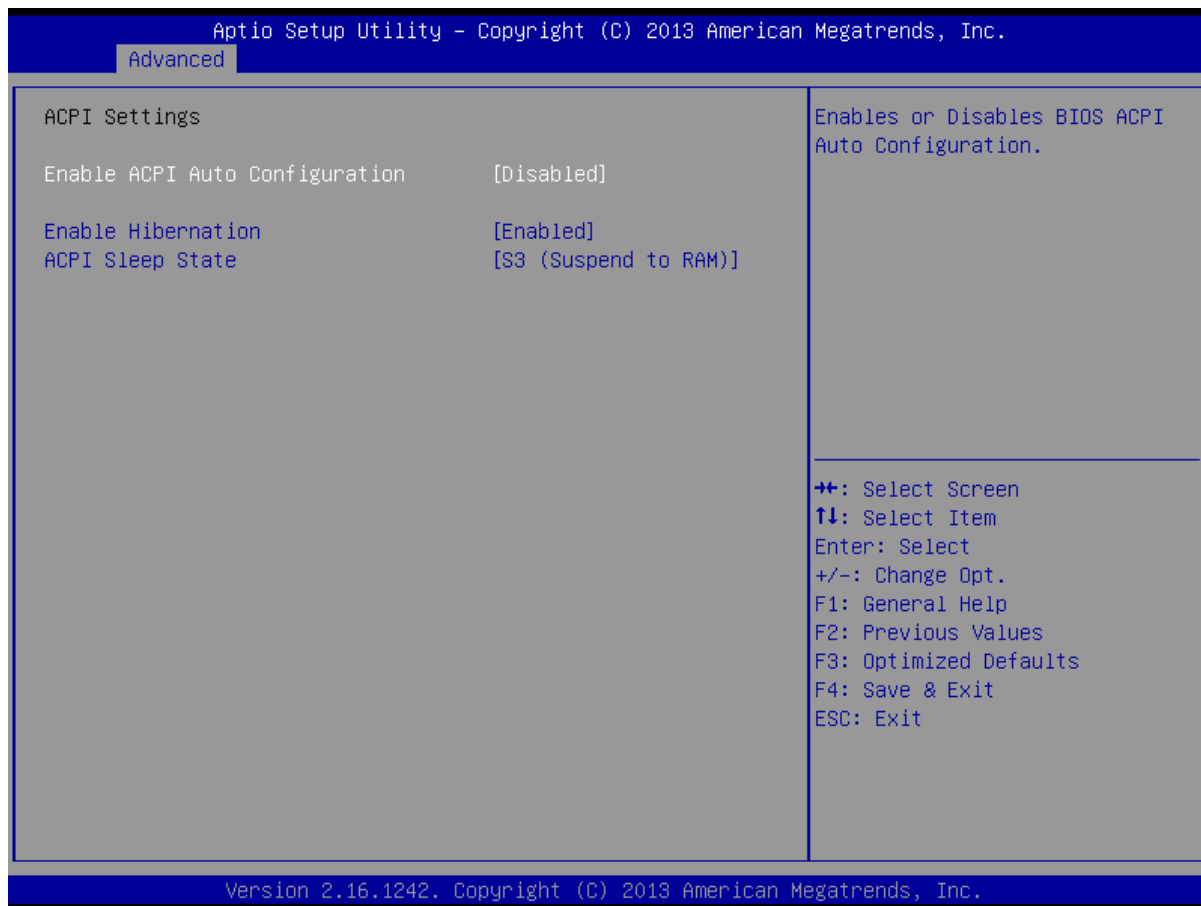 Aptio Setup Utility – Copyright (C) 2013 American Megatrends, Inc.
Advanced
ACPI Settings
Enable ACPI Auto Configuration [Disabled]
Enable Hibernation [Enabled]
ACPI Sleep State [S3 (Suspend to RAM)]
Enables or Disables BIOS ACPI
Auto Configuration.
→←: Select Screen
↑↓: Select Item
Enter: Select
+/-: Change Opt.
F1: General Help
F2: Previous Values
F3: Optimized Defaults
F4: Save & Exit
ESC: Exit
Version 2.16.1242. Copyright (C) 2013 American Megatrends, Inc.